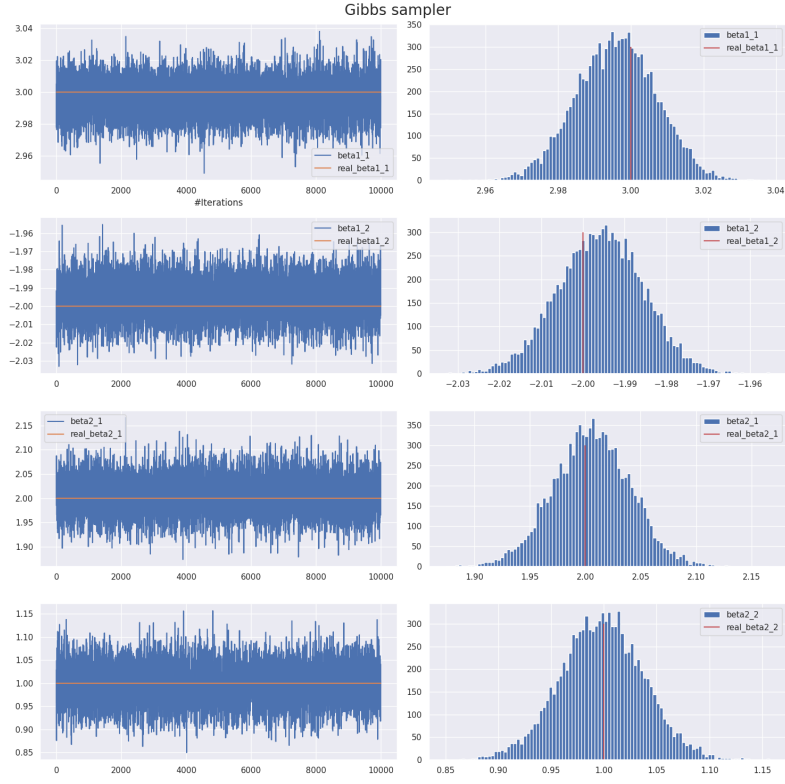 Gibbs sampler
3.04
3.02
3.00
2.98
2.96
beta1_1
real_beta1_1
0 2000 4000 6000 8000 10000
#Iterations
350
300
250
200
150
100
50
0
beta1_1
real_beta1_1
2.96 2.98 3.00 3.02 3.04
−1.96
−1.97
−1.98
−1.99
−2.00
−2.01
−2.02
−2.03
beta1_2
real_beta1_2
0 2000 4000 6000 8000 10000
300
250
200
150
100
50
0
beta1_2
real_beta1_2
−2.03 −2.02 −2.01 −2.00 −1.99 −1.98 −1.97 −1.96
2.15
2.10
2.05
2.00
1.95
1.90
beta2_1
real_beta2_1
0 2000 4000 6000 8000 10000
350
300
250
200
150
100
50
0
beta2_1
real_beta2_1
1.90 1.95 2.00 2.05 2.10 2.15
1.15
1.10
1.05
1.00
0.95
0.90
0.85
0 2000 4000 6000 8000 10000
300
250
200
150
100
50
0
beta2_2
real_beta2_2
0.85 0.90 0.95 1.00 1.05 1.10 1.15